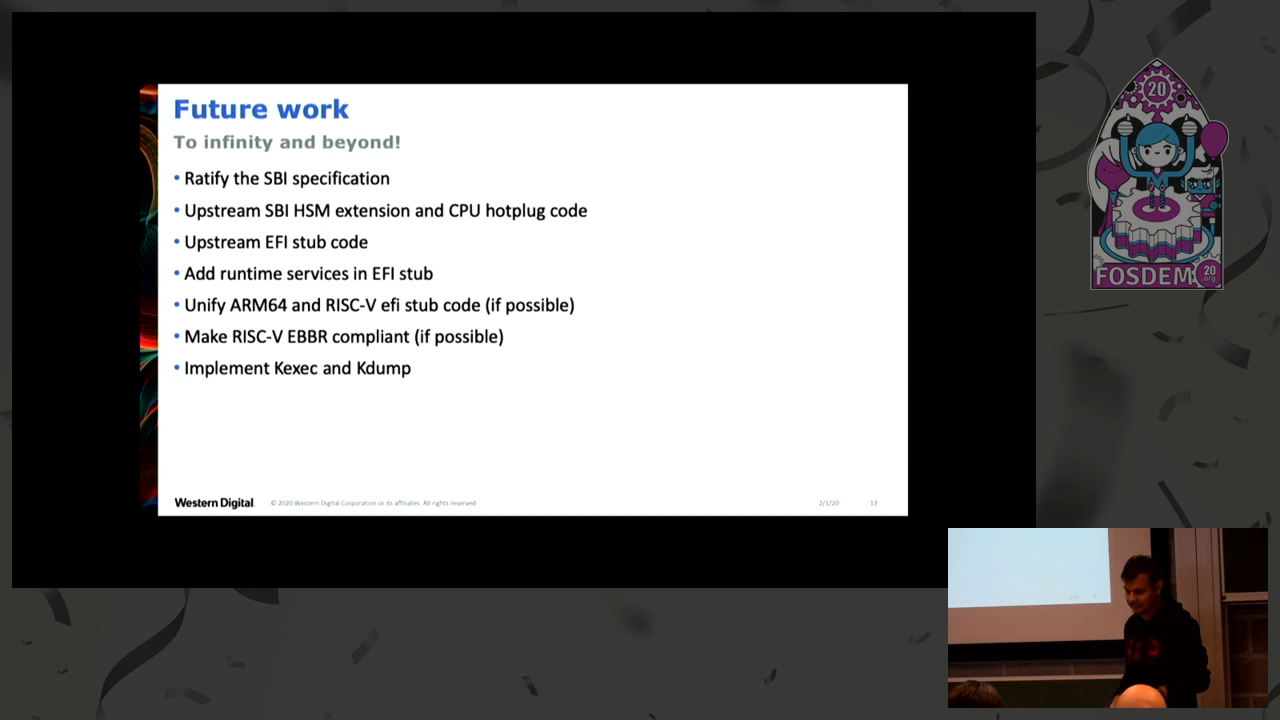 Future work
To infinity and beyond!
• Ratify the SBI specification
• Upstream SBI HSM extension and CPU hotplug code
• Upstream EFI stub code
• Add runtime services in EFI stub
• Unify ARM64 and RISC-V efi stub code (if possible)
• Make RISC-V EBBR compliant (if possible)
• Implement Kexec and Kdump
Western Digital.
© 2020 Western Digital Corporation or its affiliates. All rights reserved.
2/1/20
13
20
FOSDEM
20
.org